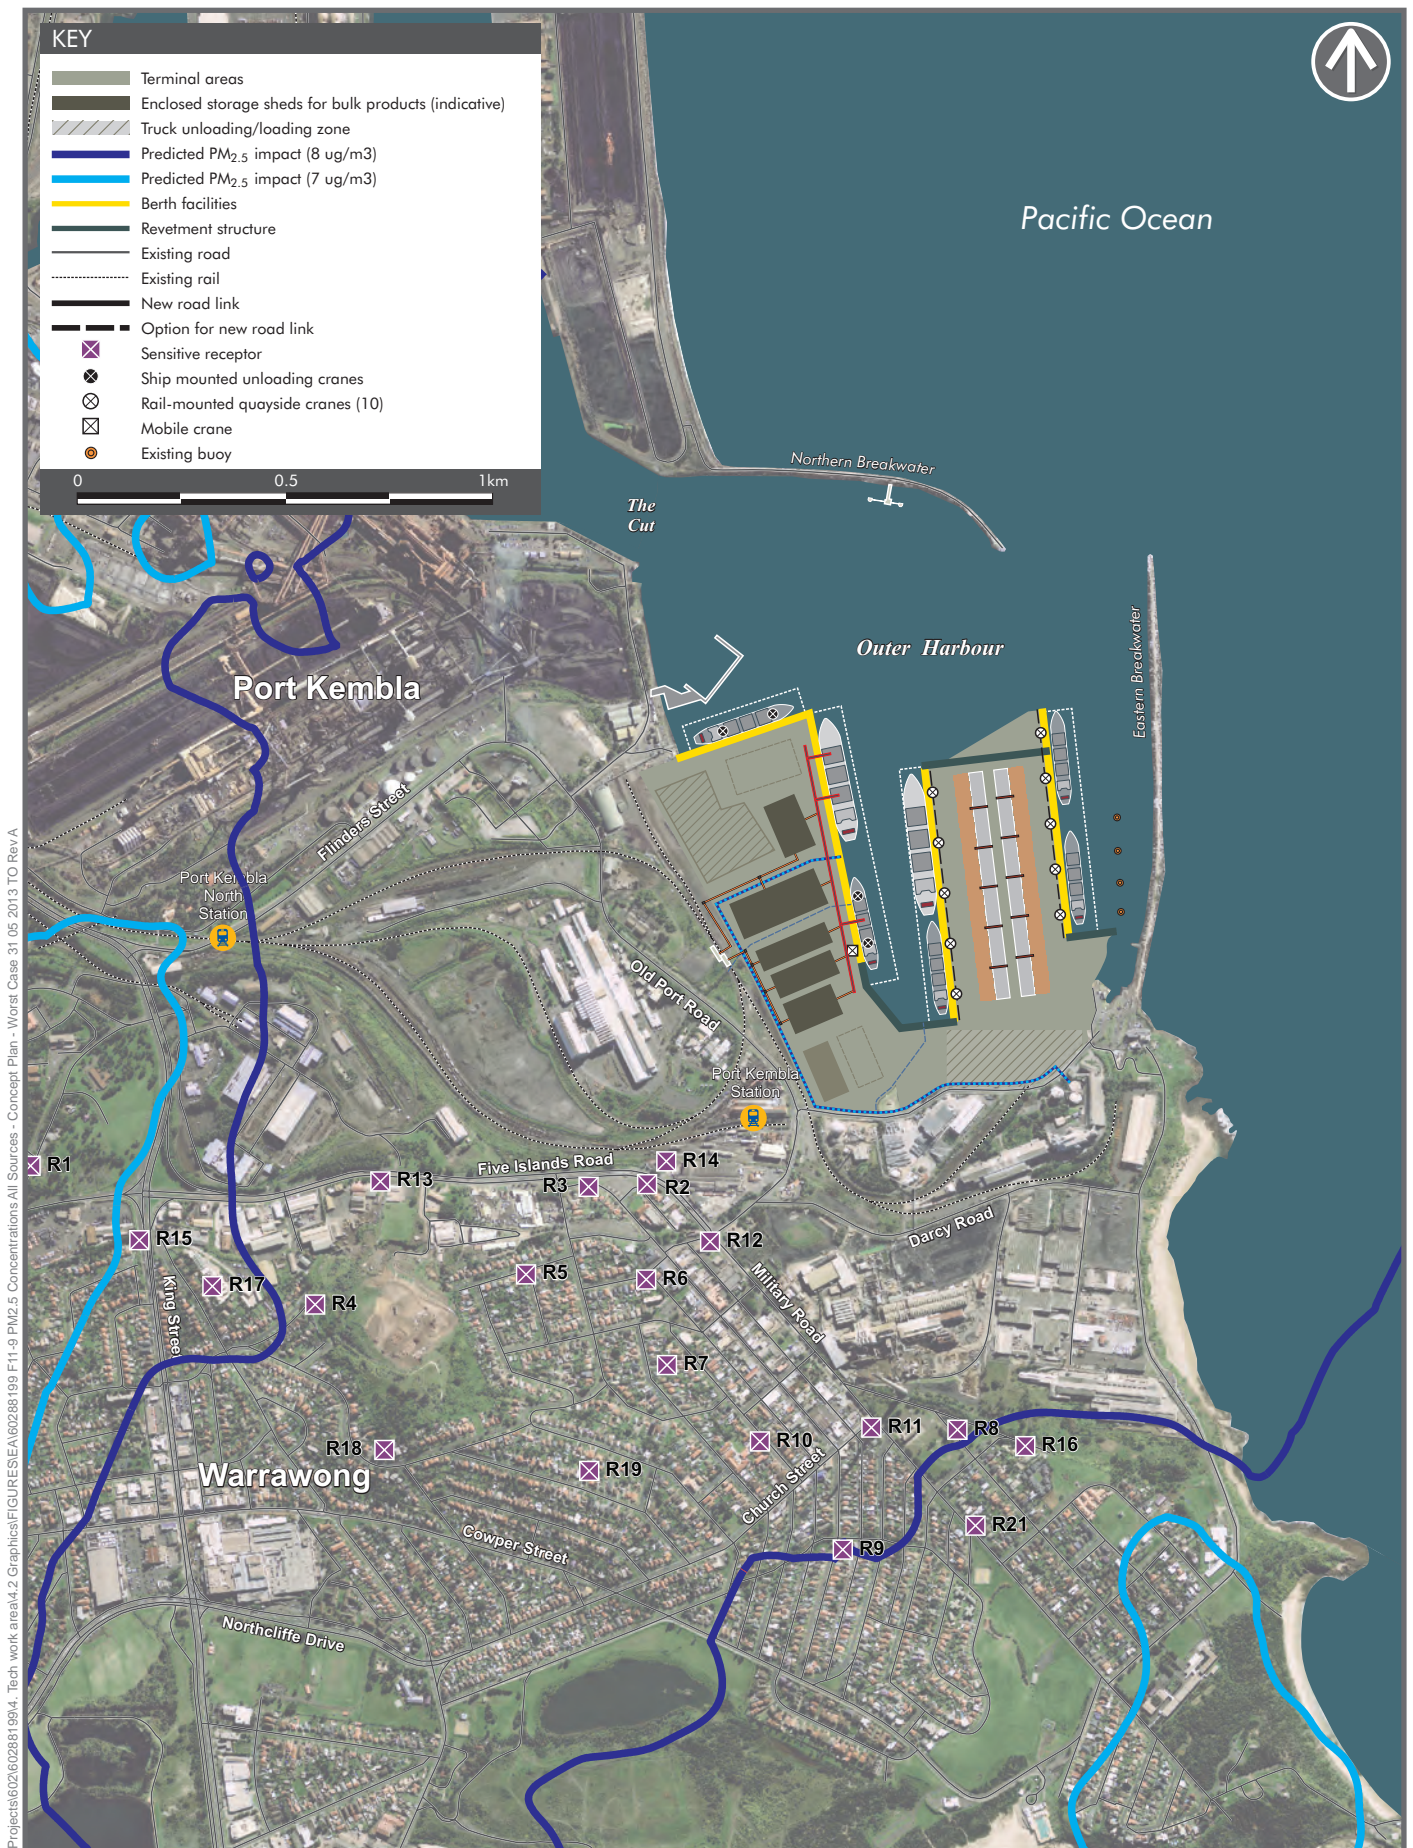 KEY
Terminal areas
Enclosed storage sheds for bulk products (indicative)
Truck unloading/loading zone
Predicted PM2.5 impact (8 ug/m3)
Predicted PM2.5 impact (7 ug/m3)
Berth facilities
Revetment structure
Existing road
Existing rail
New road link
Option for new road link
Sensitive receptor
Ship mounted unloading cranes
Rail-mounted quayside cranes (10)
Mobile crane
Existing buoy
0 0.5 1km
Pacific Ocean
Northern Breakwater
The
Cut
Eastern Breakwater
Outer Harbour
Port Kembla
Flinders Street
Port Kembla
North
Station
Old Port Road
Port Kembla
Station
R1
Five Islands Road
R14
R13
R3
R2
R15
R12
Darcy Road
R17
R5
R6
King Street
R4
Military Road
R7
R11
R8
R18
R10
R16
Warrawong
R19
Church Street
R21
Cowper Street
R9
Northcliffe Drive
Projects\602\60288199\4. Tech work area\4.2 Graphics\FIGURES\EA\60288199 F11-9 PM2.5 Concentrations All Sources - Concept Plan - Worst Case 31 05 2013 TO Rev A